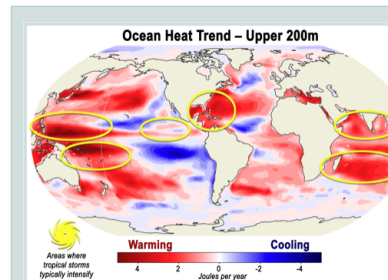 Ocean Heat Trend – Upper 200m
Warming
Cooling
4 2 0 -2 -4
Joules per year
Areas where
tropical storms
typically intensify